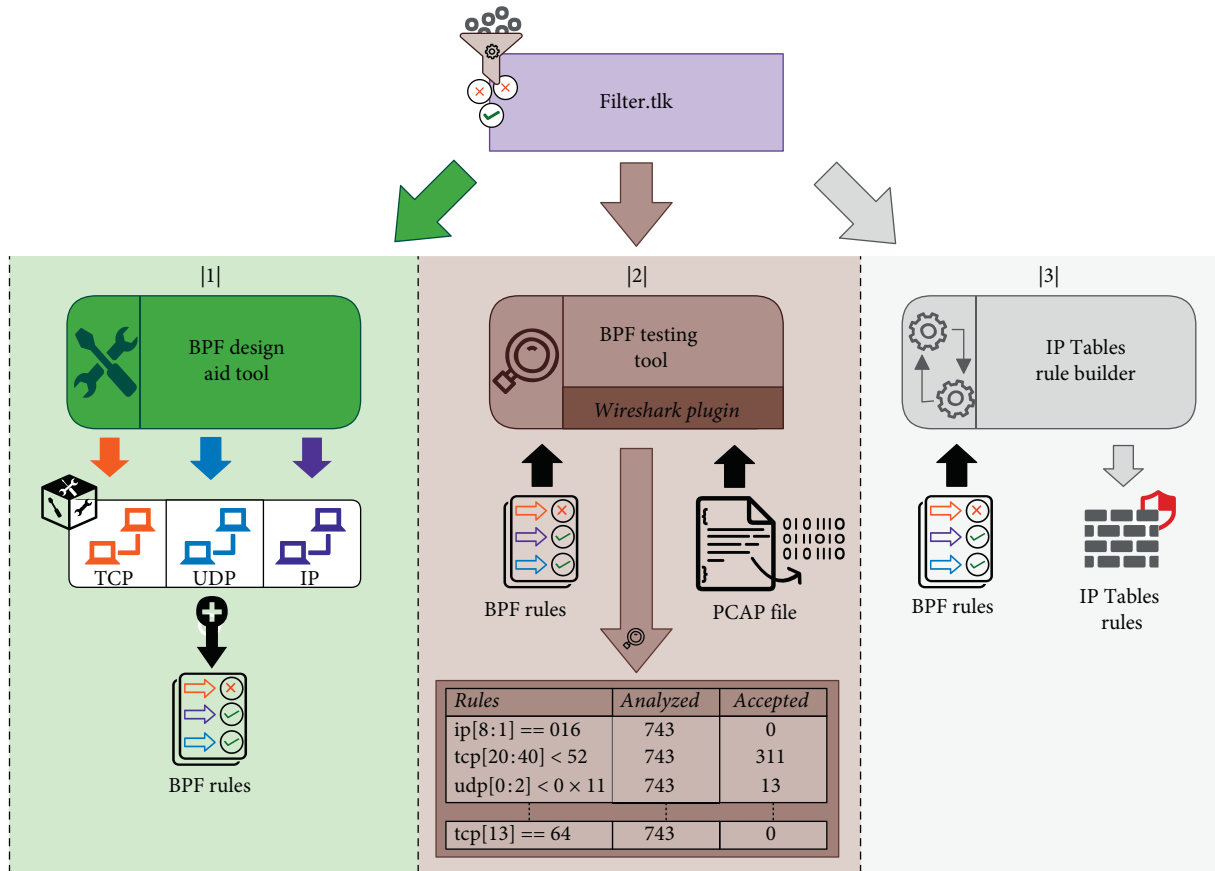 Filter.tlk
|1|
BPF design
aid tool
TCP
UDP
IP
BPF rules
|2|
BPF testing
tool
Wireshark plugin
BPF rules
{
}
0101110
0111010
0101110
PCAP file
Rules Analyzed Accepted
ip[8:1] == 016 743 0
tcp[20:40] < 52 743 311
udp[0:2] < 0 × 11 743 13
tcp[13] == 64 743 0
|3|
IP Tables
rule builder
BPF rules
IP Tables
rules